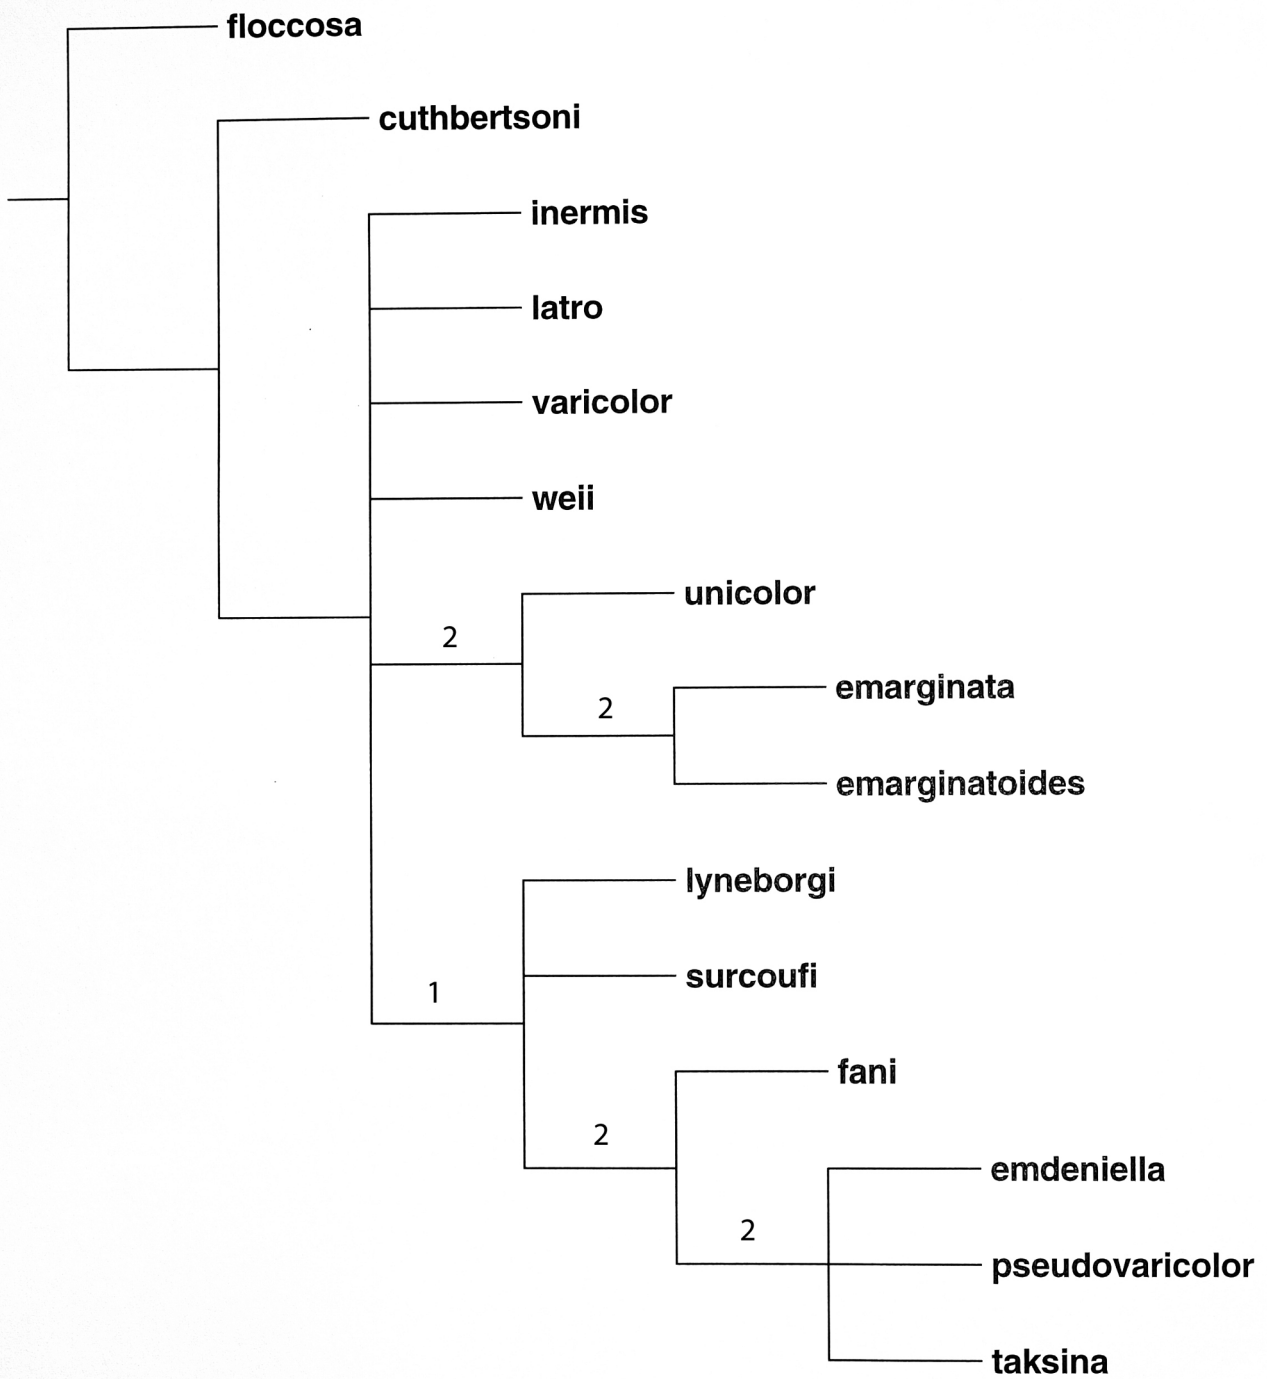 floccosa
cuthbertsoni
inermis
latro
varicolor
weii
unicolor
2
emarginata
2
emarginatoides
lyneborgi
surcoufi
1
fani
2
emdeniella
2
pseudovaricolor
taksina